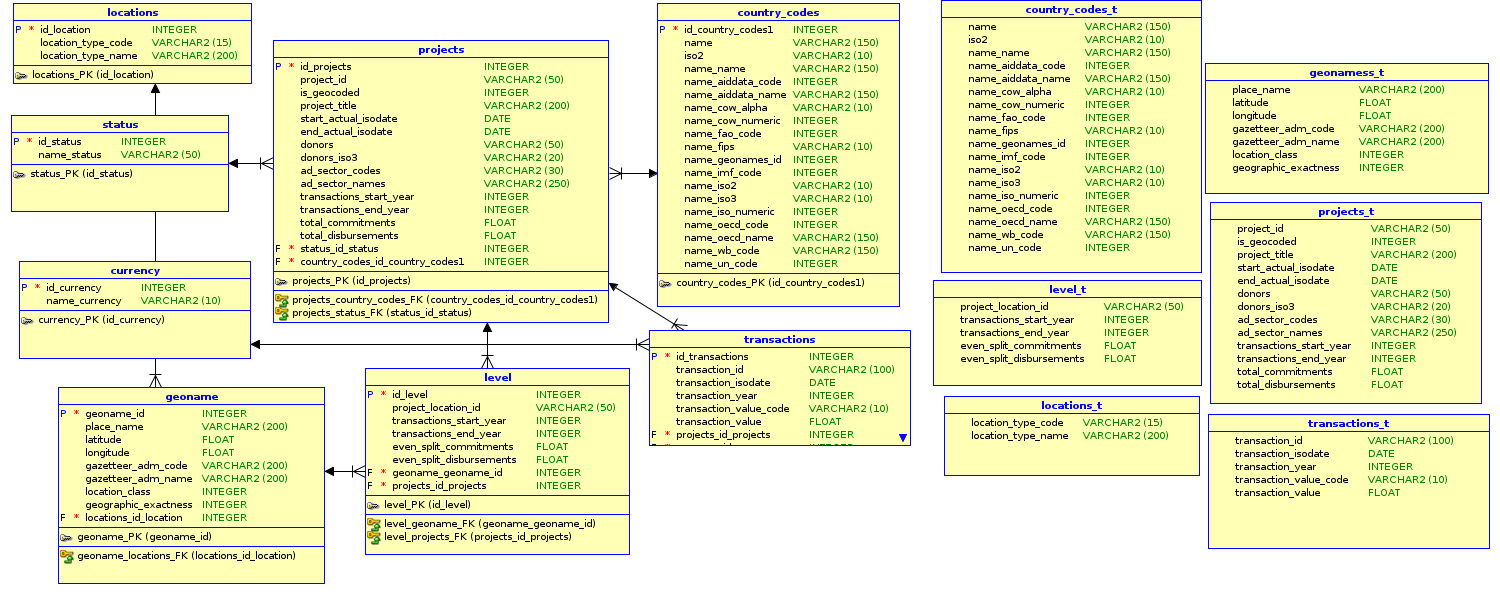 locations
P * id_location INTEGER
location_type_code VARCHAR2 (15)
location_type_name VARCHAR2 (200)
locations_PK (id_location)
status
P * id_status INTEGER
name_status VARCHAR2 (50)
status_PK (id_status)
currency
P * id_currency INTEGER
name_currency VARCHAR2 (10)
currency_PK (id_currency)
geoname
P * geoname_id INTEGER
place_name VARCHAR2 (200)
latitude FLOAT
longitude FLOAT
gazetteer_adm_code VARCHAR2 (200)
gazetteer_adm_name VARCHAR2 (200)
location_class INTEGER
geographic_exactness INTEGER
F * locations_id_location INTEGER
geoname_PK (geoname_id)
geoname_locations_FK (locations_id_location)
projects
P * id_projects INTEGER
project_id VARCHAR2 (50)
is_geocoded INTEGER
project_title VARCHAR2 (200)
start_actual_isodate DATE
end_actual_isodate DATE
donors VARCHAR2 (50)
donors_iso3 VARCHAR2 (20)
ad_sector_codes VARCHAR2 (30)
ad_sector_names VARCHAR2 (250)
transactions_start_year INTEGER
transactions_end_year INTEGER
total_commitments FLOAT
total_disbursements FLOAT
F * status_id_status INTEGER
F * country_codes_id_country_codes1 INTEGER
projects_PK (id_projects)
projects_country_codes_FK (country_codes_id_country_codes1)
projects_status_FK (status_id_status)
level
P * id_level INTEGER
project_location_id VARCHAR2 (50)
transactions_start_year INTEGER
transactions_end_year INTEGER
even_split_commitments FLOAT
even_split_disbursements FLOAT
F * geoname_geoname_id INTEGER
F * projects_id_projects INTEGER
level_PK (id_level)
level_geoname_FK (geoname_geoname_id)
level_projects_FK (projects_id_projects)
country_codes
P * id_country_codes1 INTEGER
name VARCHAR2 (150)
iso2 VARCHAR2 (10)
name_name VARCHAR2 (150)
name_aiddata_code INTEGER
name_aiddata_name VARCHAR2 (150)
name_cow_alpha VARCHAR2 (10)
name_cow_numeric INTEGER
name_fao_code INTEGER
name_fips VARCHAR2 (10)
name_geonames_id INTEGER
name_imf_code INTEGER
name_iso2 VARCHAR2 (10)
name_iso3 VARCHAR2 (10)
name_iso_numeric INTEGER
name_oecd_code INTEGER
name_oecd_name VARCHAR2 (150)
name_wb_code VARCHAR2 (150)
name_un_code INTEGER
country_codes_PK (id_country_codes1)
transactions
P * id_transactions INTEGER
transaction_id VARCHAR2 (100)
transaction_isodate DATE
transaction_year INTEGER
transaction_value_code VARCHAR2 (10)
transaction_value FLOAT
F * projects_id_projects INTEGER
country_codes_t
name VARCHAR2 (150)
iso2 VARCHAR2 (10)
name_name VARCHAR2 (150)
name_aiddata_code INTEGER
name_aiddata_name VARCHAR2 (150)
name_cow_alpha VARCHAR2 (10)
name_cow_numeric INTEGER
name_fao_code INTEGER
name_fips VARCHAR2 (10)
name_geonames_id INTEGER
name_imf_code INTEGER
name_iso2 VARCHAR2 (10)
name_iso3 VARCHAR2 (10)
name_iso_numeric INTEGER
name_oecd_code INTEGER
name_oecd_name VARCHAR2 (150)
name_wb_code VARCHAR2 (150)
name_un_code INTEGER
level_t
project_location_id VARCHAR2 (50)
transactions_start_year INTEGER
transactions_end_year INTEGER
even_split_commitments FLOAT
even_split_disbursements FLOAT
locations_t
location_type_code VARCHAR2 (15)
location_type_name VARCHAR2 (200)
geonamess_t
place_name VARCHAR2 (200)
latitude FLOAT
longitude FLOAT
gazetteer_adm_code VARCHAR2 (200)
gazetteer_adm_name VARCHAR2 (200)
location_class INTEGER
geographic_exactness INTEGER
projects_t
project_id VARCHAR2 (50)
is_geocoded INTEGER
project_title VARCHAR2 (200)
start_actual_isodate DATE
end_actual_isodate DATE
donors VARCHAR2 (50)
donors_iso3 VARCHAR2 (20)
ad_sector_codes VARCHAR2 (30)
ad_sector_names VARCHAR2 (250)
transactions_start_year INTEGER
transactions_end_year INTEGER
total_commitments FLOAT
total_disbursements FLOAT
transactions_t
transaction_id VARCHAR2 (100)
transaction_isodate DATE
transaction_year INTEGER
transaction_value_code VARCHAR2 (10)
transaction_value FLOAT